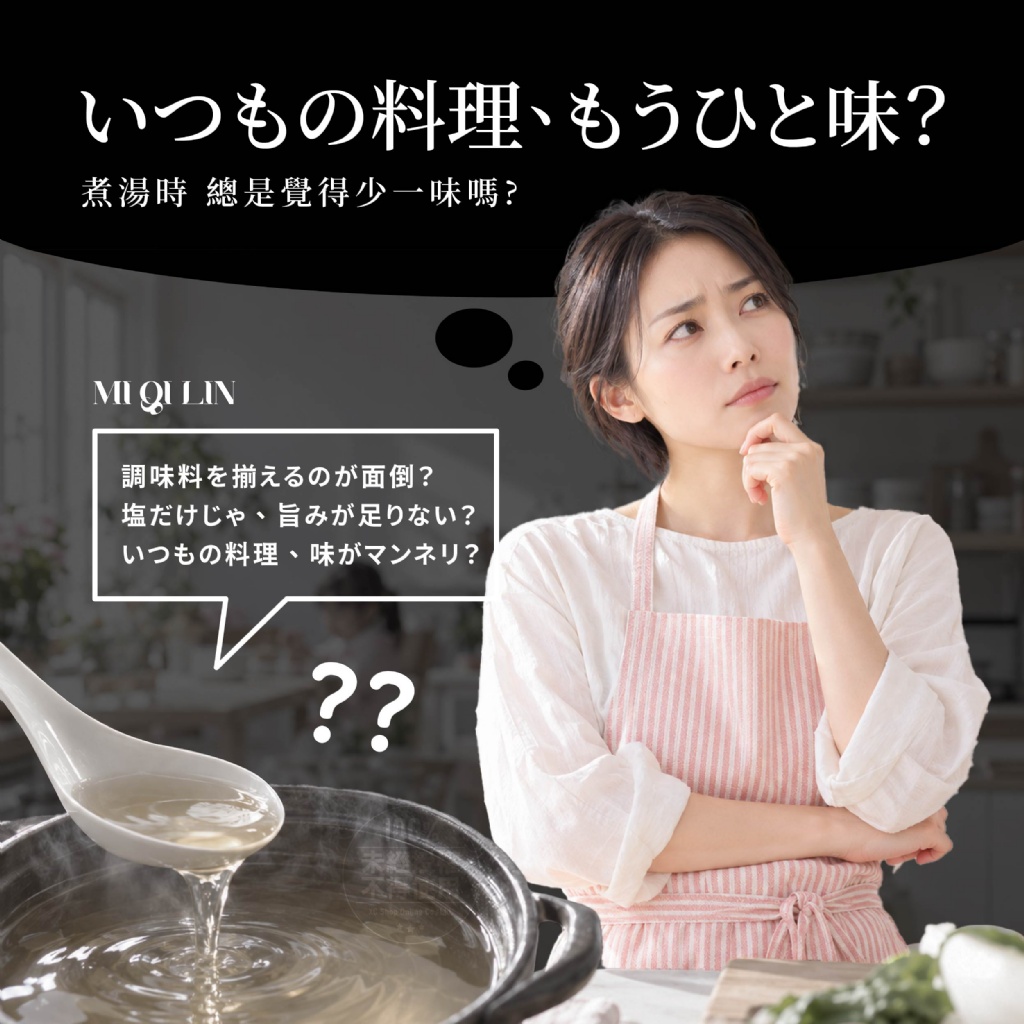 いつもの料理、もうひと味?
煮湯時 總是覺得少一味嗎?
MUQULIN
調味料を揃えるのが面倒?
塩だけじゃ、旨みが足りない?
いつもの料理、味がマンネリ?
??